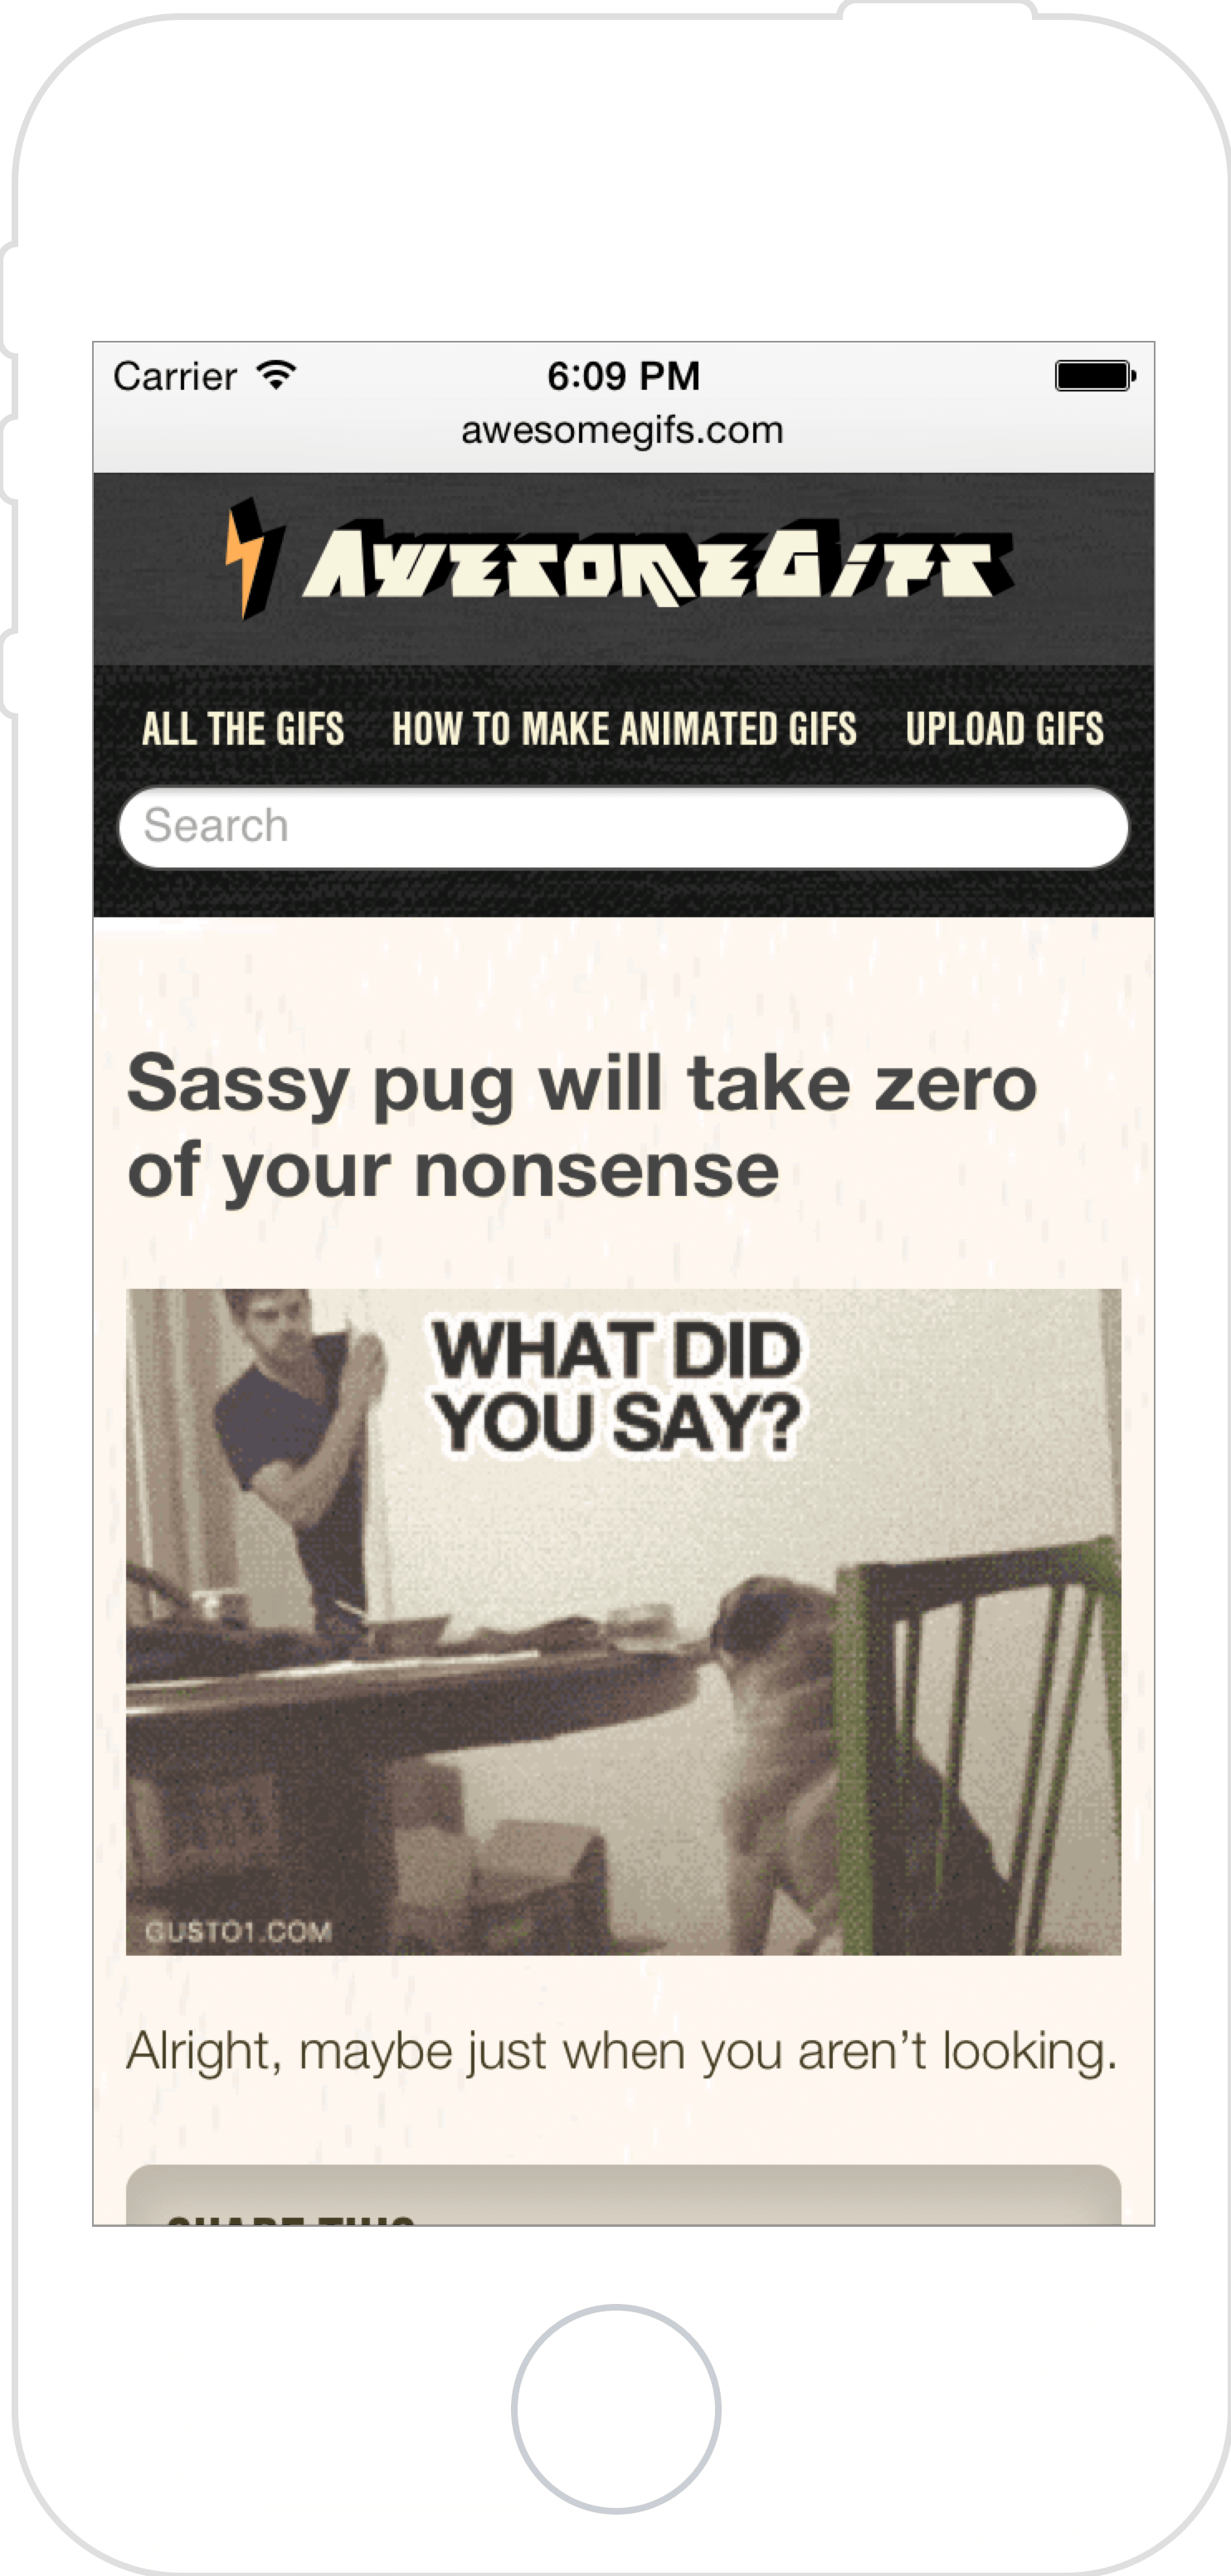 Carrier 6:09 PM
awesomegifs.com
AWESOMEGIFS
ALL THE GIFS HOW TO MAKE ANIMATED GIFS UPLOAD GIFS
Search
Sassy pug will take zero
of your nonsense
WHAT DID
YOU SAY?
GUSTO1.COM
Alright, maybe just when you aren’t looking.
SHARE THIS